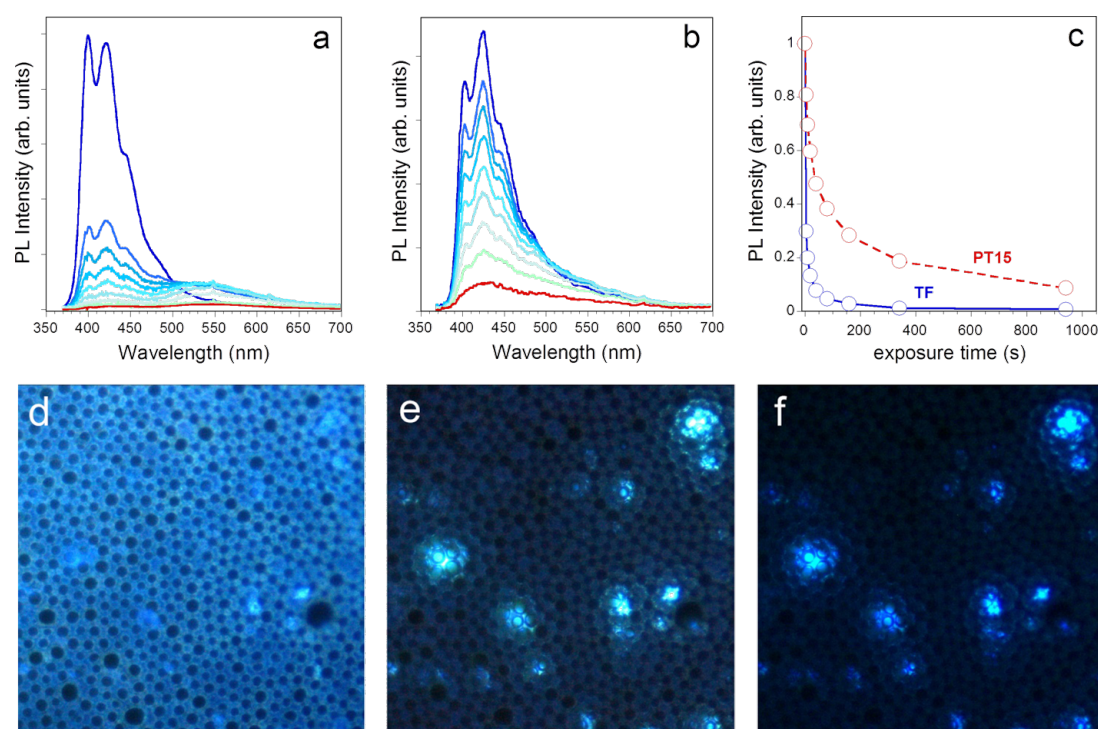 a
PL Intensity (arb. units)
350 400 450 500 550 600 650 700
Wavelength (nm)
b
PL Intensity (arb. units)
350 400 450 500 550 600 650 700
Wavelength (nm)
c
PL Intensity (arb. units)
1
0.8
0.6
0.4
0.2
0
PT15
TF
0 200 400 600 800 1000
exposure time (s)
d
e
f